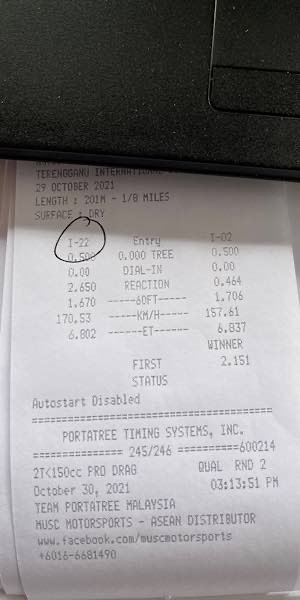 TERENGGANU INTERNATIONAL
29 OCTOBER 2021
LENGTH : 201M - 1/8 MILES
SURFACE : DRY
I-22 Entry I-02
0.500 0.000 TREE 0.500
0.00 DIAL-IN 0.00
2.650 REACTION 0.464
1.670 -----60FT----- 1.706
170.53 -----KM/H----- 157.61
6.802 ------ET------ 6.837
WINNER
FIRST 2.151
STATUS
Autostart Disabled
========================================
PORTATREE TIMING SYSTEMS, INC.
=============== 245/246 ==========600214
2T<150cc PRO DRAG QUAL RND 2
October 30, 2021 03:13:51 PM
TEAM PORTATREE MALAYSIA
MUSC MOTORSPORTS - ASEAN DISTRIBUTOR
www.facebook.com/muscmotorsports
+6016-6681490